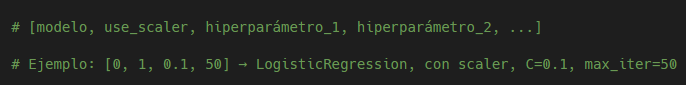 # [modelo, use_scaler, hiperparámetro_1, hiperparámetro_2, ...]
# Ejemplo: [0, 1, 0.1, 50] → LogisticRegression, con scaler, C=0.1, max_iter=50